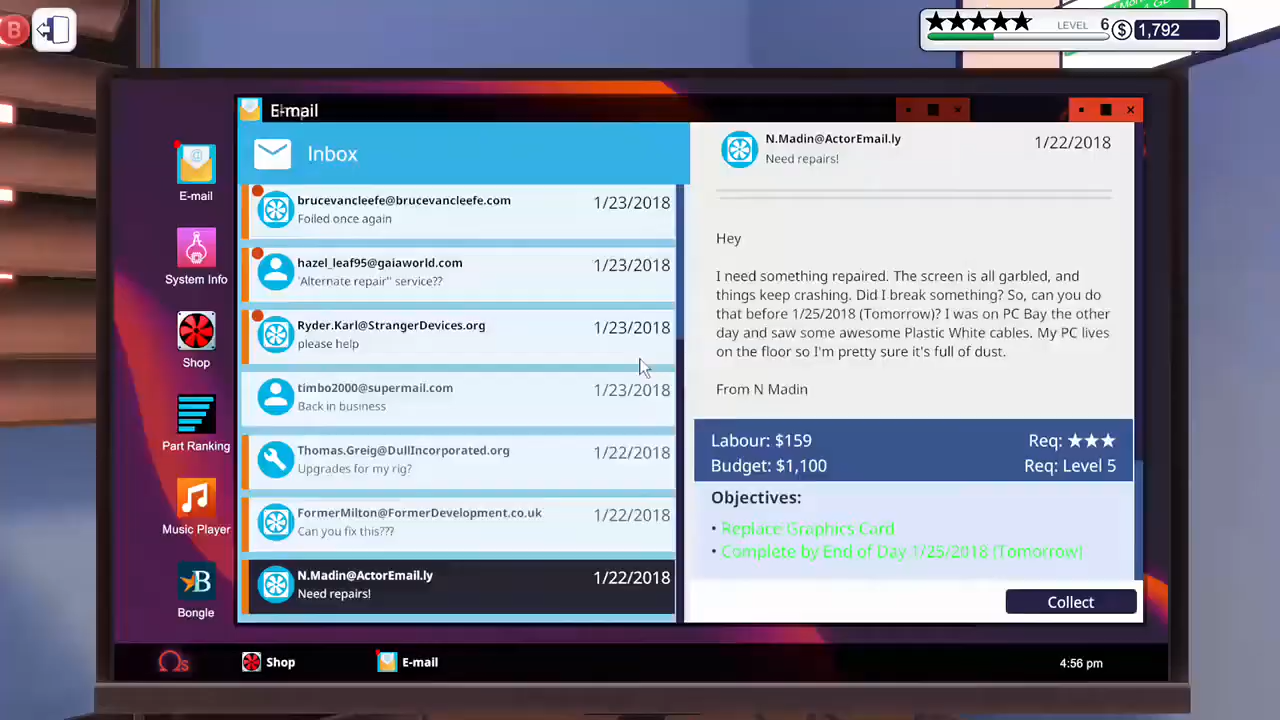 B
LEVEL 6
$ 1,792
E-mail
Inbox
brucevancleefe@brucevancleefe.com 1/23/2018
Foiled once again
hazel_leaf95@gaiaworld.com 1/23/2018
'Alternate repair" service??
Ryder.Karl@StrangerDevices.org 1/23/2018
please help
timbo2000@supermail.com 1/23/2018
Back in business
Thomas.Greig@DullIncorporated.org 1/22/2018
Upgrades for my rig?
FormerMilton@FormerDevelopment.co.uk 1/22/2018
Can you fix this???
N.Madin@ActorEmail.ly 1/22/2018
Need repairs!
E-mail
System Info
Shop
Part Ranking
Music Player
Bongle
N.Madin@ActorEmail.ly 1/22/2018
Need repairs!
Hey
I need something repaired. The screen is all garbled, and
things keep crashing. Did I break something? So, can you do
that before 1/25/2018 (Tomorrow)? I was on PC Bay the other
day and saw some awesome Plastic White cables. My PC lives
on the floor so I'm pretty sure it's full of dust.
From N Madin
Labour: $159 Req: ★★★
Budget: $1,100 Req: Level 5
Objectives:
• Replace Graphics Card
• Complete by End of Day 1/25/2018 (Tomorrow)
Collect
Ωs Shop E-mail 4:56 pm